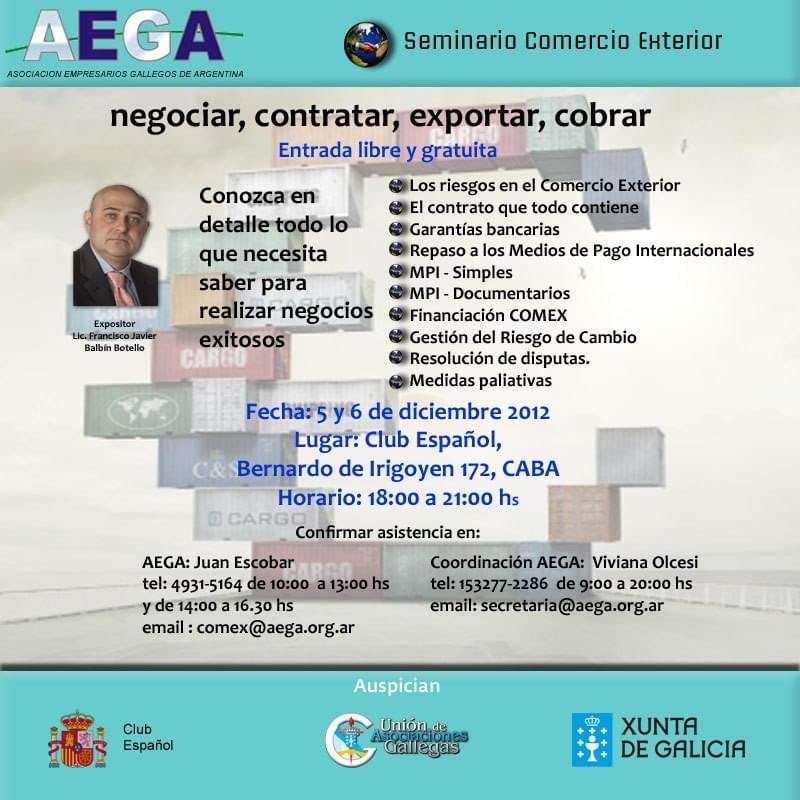 AEGA
ASOCIACION EMPRESARIOS GALLEGOS DE ARGENTINA
Seminario Comercio Exterior
negociar, contratar, exportar, cobrar
Entrada libre y gratuita
Expositor
Lic. Francisco Javier
Balbín Botello
Conozca en
detalle todo lo
que necesita
saber para
realizar negocios
exitosos
Los riesgos en el Comercio Exterior
El contrato que todo contiene
Garantías bancarias
Repaso a los Medios de Pago Internacionales
MPI - Simples
MPI - Documentarios
Financiación COMEX
Gestión del Riesgo de Cambio
Resolución de disputas.
Medidas paliativas
CARGO
CARGO
CARGO
C&S
CARGO
CARGO
Fecha: 5 y 6 de diciembre 2012
Lugar: Club Español,
Bernardo de Irigoyen 172, CABA
Horario: 18:00 a 21:00 hs
Confirmar asistencia en:
AEGA: Juan Escobar
tel: 4931-5164 de 10:00 a 13:00 hs
y de 14:00 a 16.30 hs
email : comex@aega.org.ar
Coordinación AEGA: Viviana Olcesi
tel: 153277-2286 de 9:00 a 20:00 hs
email: secretaria@aega.org.ar
Auspician
Club
Español
Unión de
Asociaciones
Gallegas
XUNTA
DE GALICIA